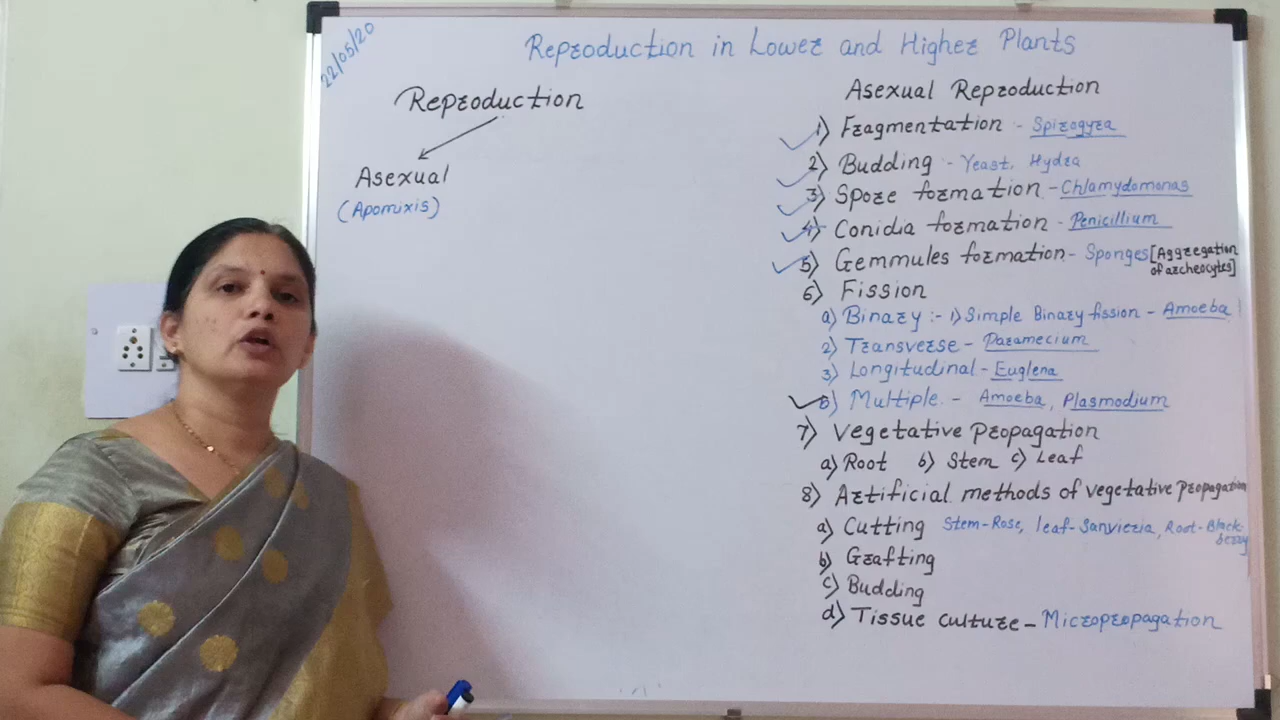 22/05/20
Reproduction in Lower and Higher Plants
Reproduction
Asexual
(Apomixis)
Asexual Reproduction
1) Fragmentation :- Spirogyra
2) Budding :- Yeast, Hydra
3) Spore formation - Chlamydomonas
4) Conidia formation - Penicillium
5) Gemmules formation - Sponges [Aggregation
of archeocytes]
6) Fission
a) Binary :- 1) Simple Binary fission - Amoeba
2) Transverse - Paramecium
3) Longitudinal - Euglena
b) Multiple - Amoeba, Plasmodium
7) Vegetative Propagation
a) Root b) Stem c) Leaf
8) Artificial methods of vegetative propagation
a) Cutting Stem-Rose, leaf-Sanvieria, Root-Black-
berry
b) Grafting
c) Budding
d) Tissue culture - Micropropagation